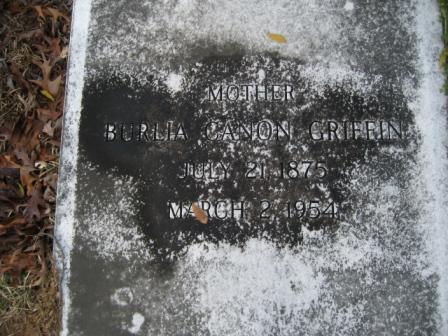 MOTHER
BURLIA CANON GRIFFIN
JULY 21 1875
MARCH 2 1954